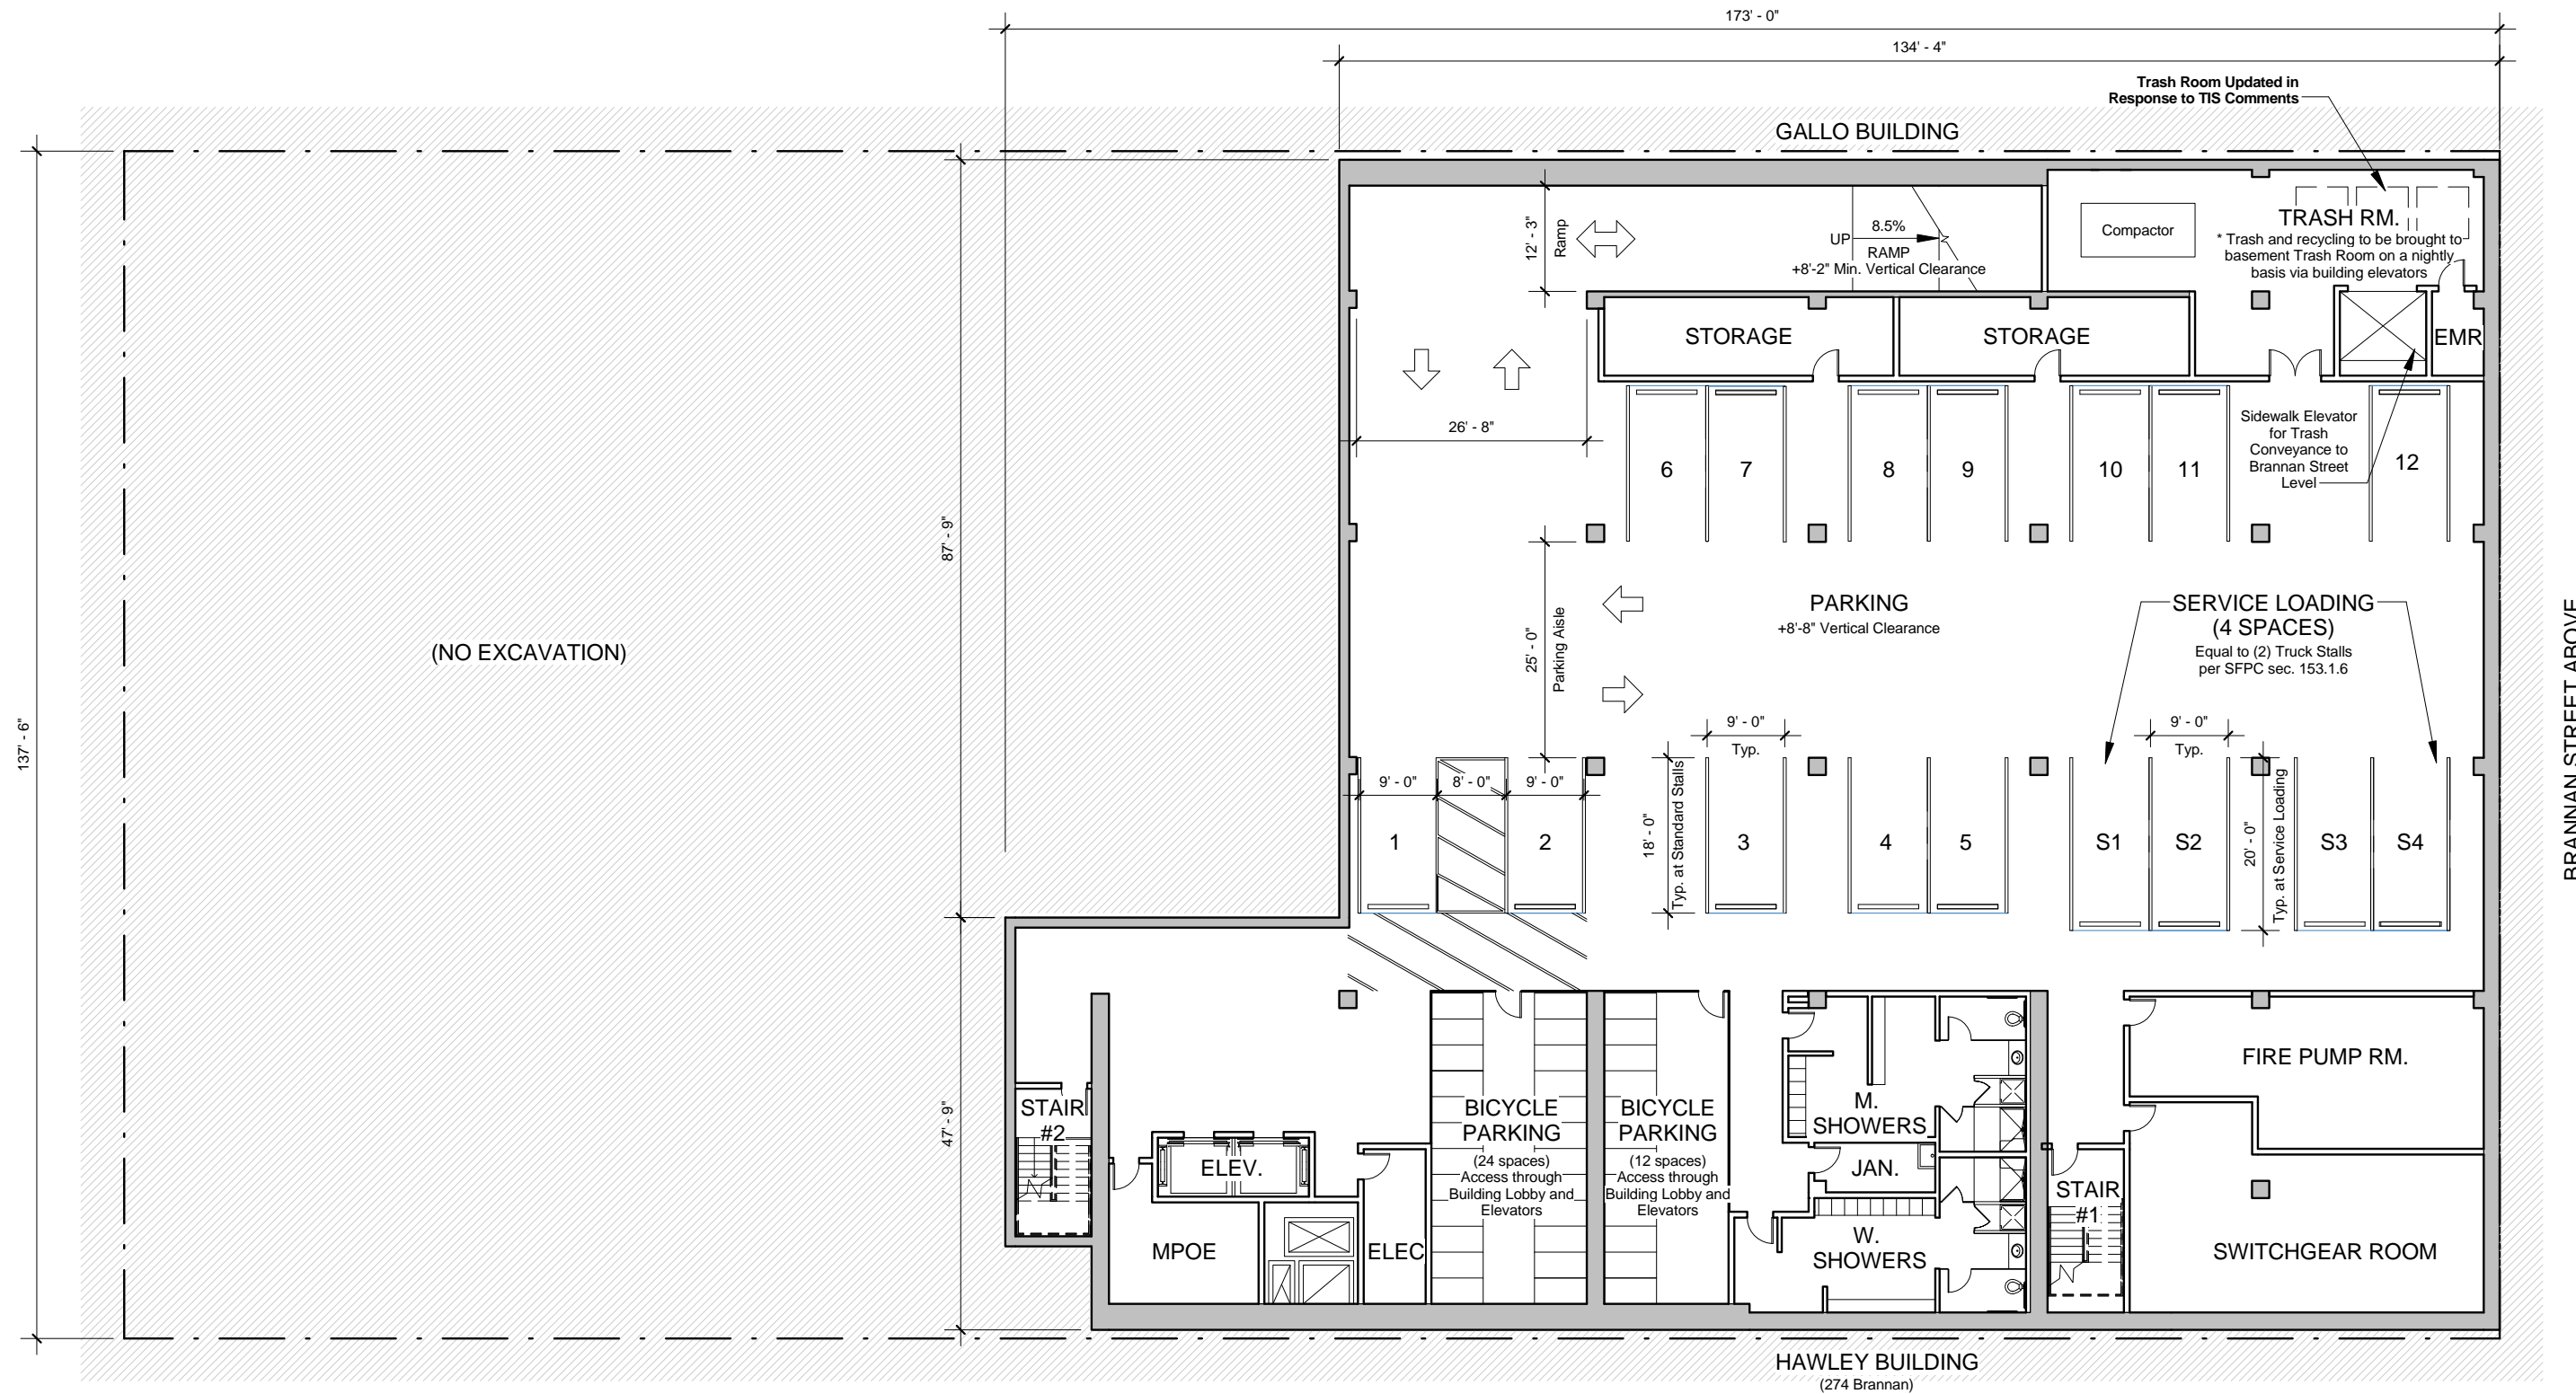 173' - 0"
134' - 4"
Trash Room Updated in
Response to TIS Comments
GALLO BUILDING
12' - 3"
Ramp
UP
8.5%
RAMP
+8'-2" Min. Vertical Clearance
Compactor
TRASH RM.
* Trash and recycling to be brought to
basement Trash Room on a nightly
basis via building elevators
STORAGE
STORAGE
EMR
26' - 8"
6
7
8
9
10
11
12
Sidewalk Elevator
for Trash
Conveyance to
Brannan Street
Level
87' - 9"
137' - 6"
(NO EXCAVATION)
25' - 0"
Parking Aisle
PARKING
+8'-8" Vertical Clearance
SERVICE LOADING
(4 SPACES)
Equal to (2) Truck Stalls
per SFPC sec. 153.1.6
BRANNAN STREET ABOVE
9' - 0"
Typ.
9' - 0"
Typ.
9' - 0"
8' - 0"
9' - 0"
18' - 0"
Typ. at Standard Stalls
20' - 0"
Typ. at Service Loading
1
2
3
4
5
S1
S2
S3
S4
47' - 9"
STAIR
#2
ELEV.
MPOE
ELEC
BICYCLE
PARKING
(24 spaces)
Access through
Building Lobby and
Elevators
BICYCLE
PARKING
(12 spaces)
Access through
Building Lobby and
Elevators
M.
SHOWERS
JAN.
W.
SHOWERS
STAIR
#1
FIRE PUMP RM.
SWITCHGEAR ROOM
HAWLEY BUILDING
(274 Brannan)